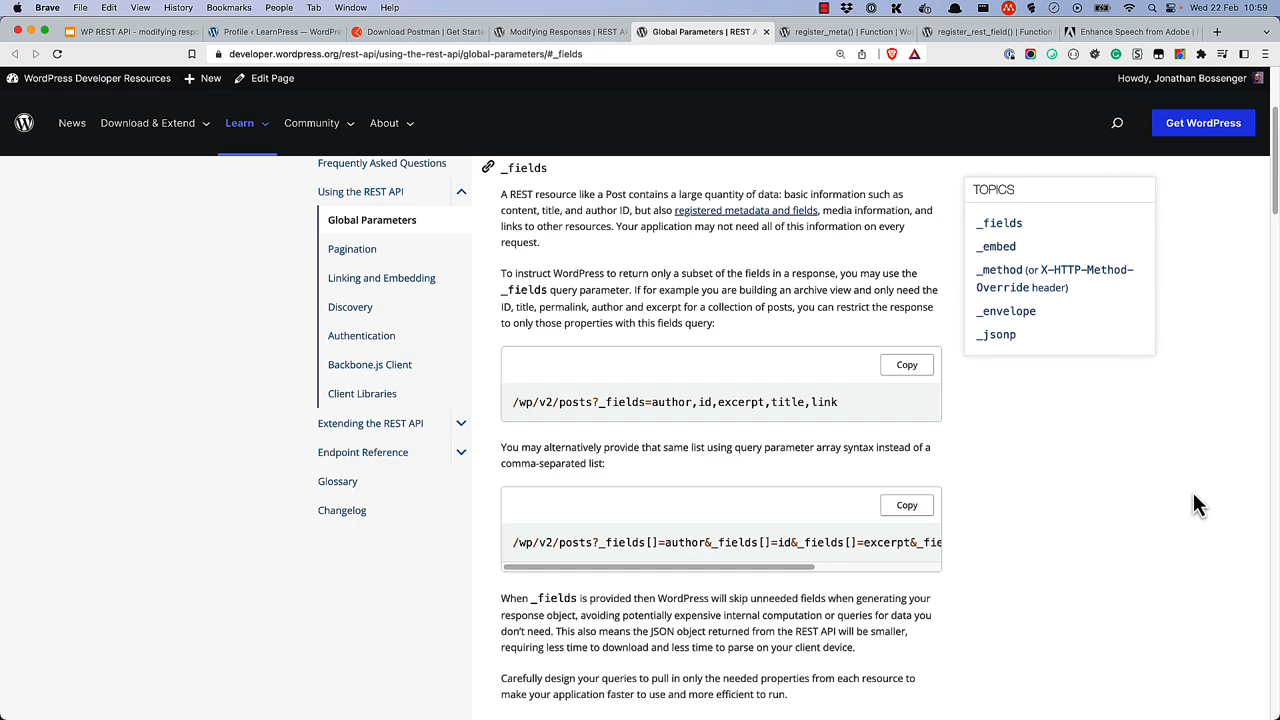 Brave File Edit View History Bookmarks People Tab Window Help Wed 22 Feb 10:59
WP REST API - modifying respo Profile ‹ LearnPress — WordPre Download Postman | Get Starte Modifying Responses | REST AF Global Parameters | REST A register_meta() | Function | Wo register_rest_field() | Function Enhance Speech from Adobe |
developer.wordpress.org/rest-api/using-the-rest-api/global-parameters/#_fields
WordPress Developer Resources New Edit Page Howdy, Jonathan Bossenger
News Download & Extend Learn Community About Get WordPress
Frequently Asked Questions
Using the REST API
Global Parameters
Pagination
Linking and Embedding
Discovery
Authentication
Backbone.js Client
Client Libraries
Extending the REST API
Endpoint Reference
Glossary
Changelog
_fields
A REST resource like a Post contains a large quantity of data: basic information such as
content, title, and author ID, but also registered metadata and fields, media information, and
links to other resources. Your application may not need all of this information on every
request.
To instruct WordPress to return only a subset of the fields in a response, you may use the
_fields query parameter. If for example you are building an archive view and only need the
ID, title, permalink, author and excerpt for a collection of posts, you can restrict the response
to only those properties with this fields query:
Copy
/wp/v2/posts?_fields=author,id,excerpt,title,link
You may alternatively provide that same list using query parameter array syntax instead of a
comma-separated list:
Copy
/wp/v2/posts?_fields[]=author&_fields[]=id&_fields[]=excerpt&_fie
When _fields is provided then WordPress will skip unneeded fields when generating your
response object, avoiding potentially expensive internal computation or queries for data you
don't need. This also means the JSON object returned from the REST API will be smaller,
requiring less time to download and less time to parse on your client device.
Carefully design your queries to pull in only the needed properties from each resource to
make your application faster to use and more efficient to run.
TOPICS
_fields
_embed
_method (or X-HTTP-Method-
Override header)
_envelope
_jsonp